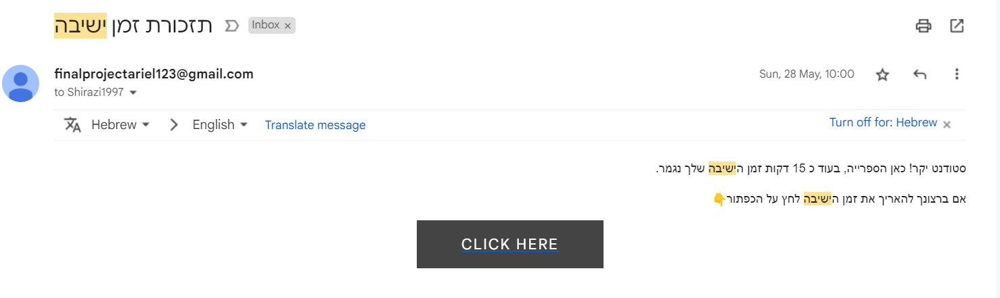 תזכורת זמן ישיבה Inbox ×
finalprojectariel123@gmail.com Sun, 28 May, 10:00
to Shirazi1997
Hebrew > English Translate message Turn off for: Hebrew ×
סטודנט יקר! כאן הספרייה, בעוד כ 15 דקות זמן הישיבה שלך נגמר.
אם ברצונך להאריך את זמן הישיבה לחץ על הכפתור👇
CLICK HERE